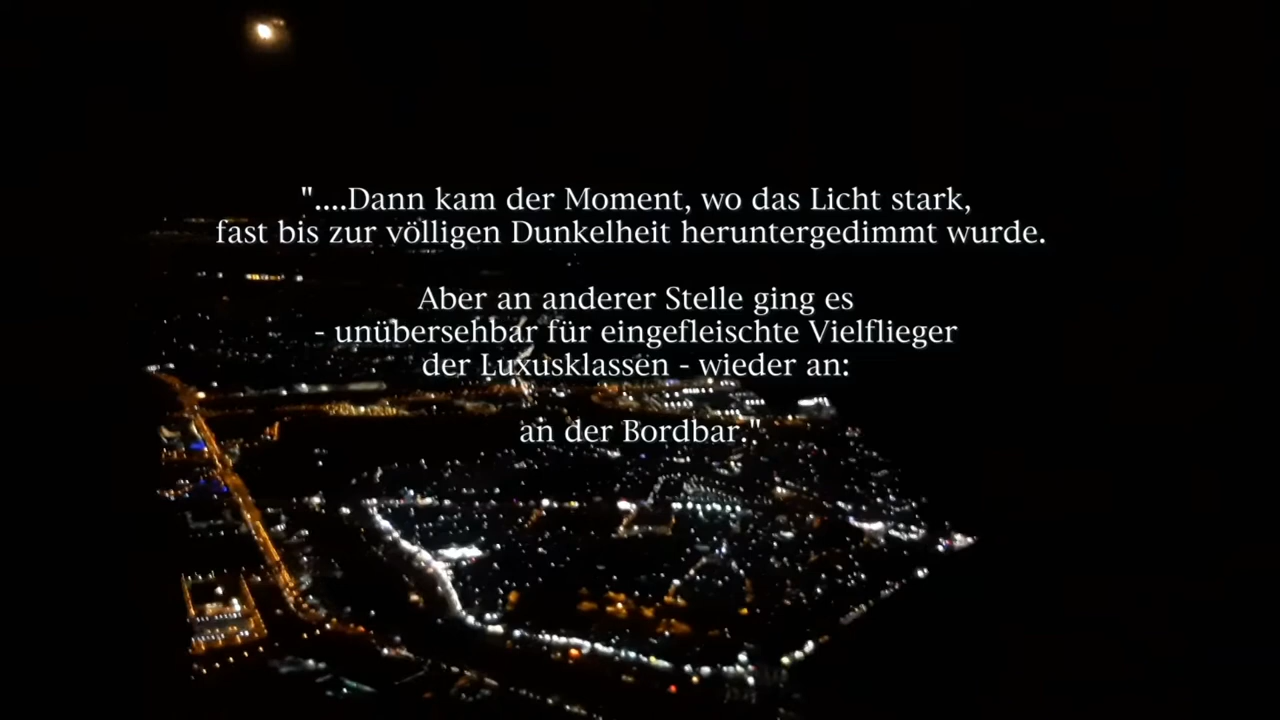 "....Dann kam der Moment, wo das Licht stark,
fast bis zur völligen Dunkelheit heruntergedimmt wurde.
Aber an anderer Stelle ging es
- unübersehbar für eingefleischte Vielflieger
der Luxusklassen - wieder an:
an der Bordbar."